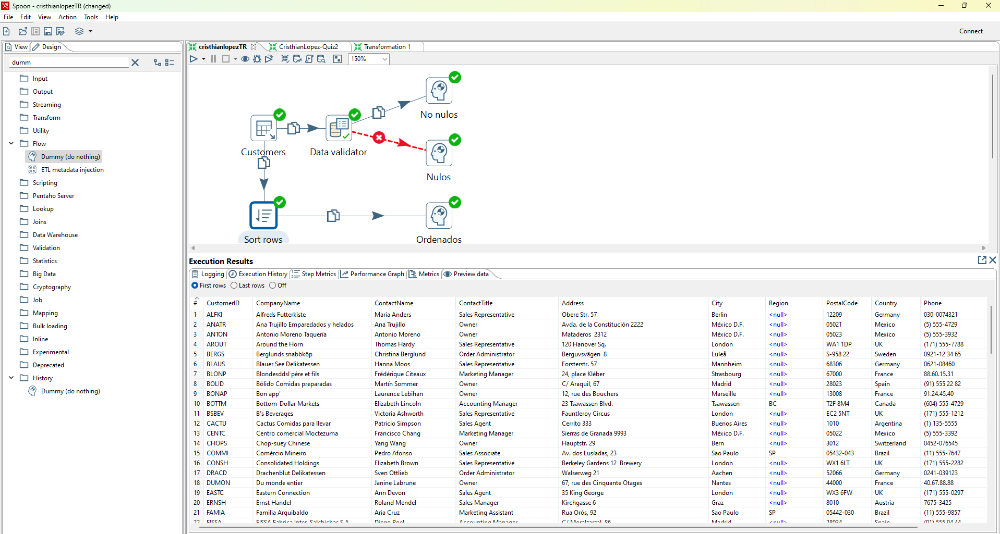 Spoon - cristhianlopezTR (changed)
File Edit View Action Tools Help
Connect
View Design
dumm
Input
Output
Streaming
Transform
Utility
Flow
Dummy (do nothing)
ETL metadata injection
Scripting
Pentaho Server
Lookup
Joins
Data Warehouse
Validation
Statistics
Big Data
Cryptography
Job
Mapping
Bulk loading
Inline
Experimental
Deprecated
History
Dummy (do nothing)
cristhianlopezTR CristhianLopez-Quiz2 Transformation 1
150%
No nulos
Customers Data validator
Nulos
Sort rows Ordenados
Execution Results
Logging Execution History Step Metrics Performance Graph Metrics Preview data
First rows Last rows Off
# CustomerID CompanyName ContactName ContactTitle Address City Region PostalCode Country Phone
1 ALFKI Alfreds Futterkiste Maria Anders Sales Representative Obere Str. 57 Berlin <null> 12209 Germany 030-0074321
2 ANATR Ana Trujillo Emparedados y helados Ana Trujillo Owner Avda. de la Constitución 2222 México D.F. <null> 05021 Mexico (5) 555-4729
3 ANTON Antonio Moreno Taquería Antonio Moreno Owner Mataderos  2312 México D.F. <null> 05023 Mexico (5) 555-3932
4 AROUT Around the Horn Thomas Hardy Sales Representative 120 Hanover Sq. London <null> WA1 1DP UK (171) 555-7788
5 BERGS Berglunds snabbköp Christina Berglund Order Administrator Berguvsvägen  8 Luleå <null> S-958 22 Sweden 0921-12 34 65
6 BLAUS Blauer See Delikatessen Hanna Moos Sales Representative Forsterstr. 57 Mannheim <null> 68306 Germany 0621-08460
7 BLONP Blondesddsl père et fils Frédérique Citeaux Marketing Manager 24, place Kléber Strasbourg <null> 67000 France 88.60.15.31
8 BOLID Bólido Comidas preparadas Martín Sommer Owner C/ Araquil, 67 Madrid <null> 28023 Spain (91) 555 22 82
9 BONAP Bon app' Laurence Lebihan Owner 12, rue des Bouchers Marseille <null> 13008 France 91.24.45.40
10 BOTTM Bottom-Dollar Markets Elizabeth Lincoln Accounting Manager 23 Tsawassen Blvd. Tsawassen BC T2F 8M4 Canada (604) 555-4729
11 BSBEV B's Beverages Victoria Ashworth Sales Representative Fauntleroy Circus London <null> EC2 5NT UK (171) 555-1212
12 CACTU Cactus Comidas para llevar Patricio Simpson Sales Agent Cerrito 333 Buenos Aires <null> 1010 Argentina (1) 135-5555
13 CENTC Centro comercial Moctezuma Francisco Chang Marketing Manager Sierras de Granada 9993 México D.F. <null> 05022 Mexico (5) 555-3392
14 CHOPS Chop-suey Chinese Yang Wang Owner Hauptstr. 29 Bern <null> 3012 Switzerland 0452-076545
15 COMMI Comércio Mineiro Pedro Afonso Sales Associate Av. dos Lusíadas, 23 Sao Paulo SP 05432-043 Brazil (11) 555-7647
16 CONSH Consolidated Holdings Elizabeth Brown Sales Representative Berkeley Gardens 12  Brewery London <null> WX1 6LT UK (171) 555-2282
17 DRACD Drachenblut Delikatessen Sven Ottlieb Order Administrator Walserweg 21 Aachen <null> 52066 Germany 0241-039123
18 DUMON Du monde entier Janine Labrune Owner 67, rue des Cinquante Otages Nantes <null> 44000 France 40.67.88.88
19 EASTC Eastern Connection Ann Devon Sales Agent 35 King George London <null> WX3 6FW UK (171) 555-0297
20 ERNSH Ernst Handel Roland Mendel Sales Manager Kirchgasse 6 Graz <null> 8010 Austria 7675-3425
21 FAMIA Familia Arquibaldo Aria Cruz Marketing Assistant Rua Orós, 92 Sao Paulo SP 05442-030 Brazil (11) 555-9857